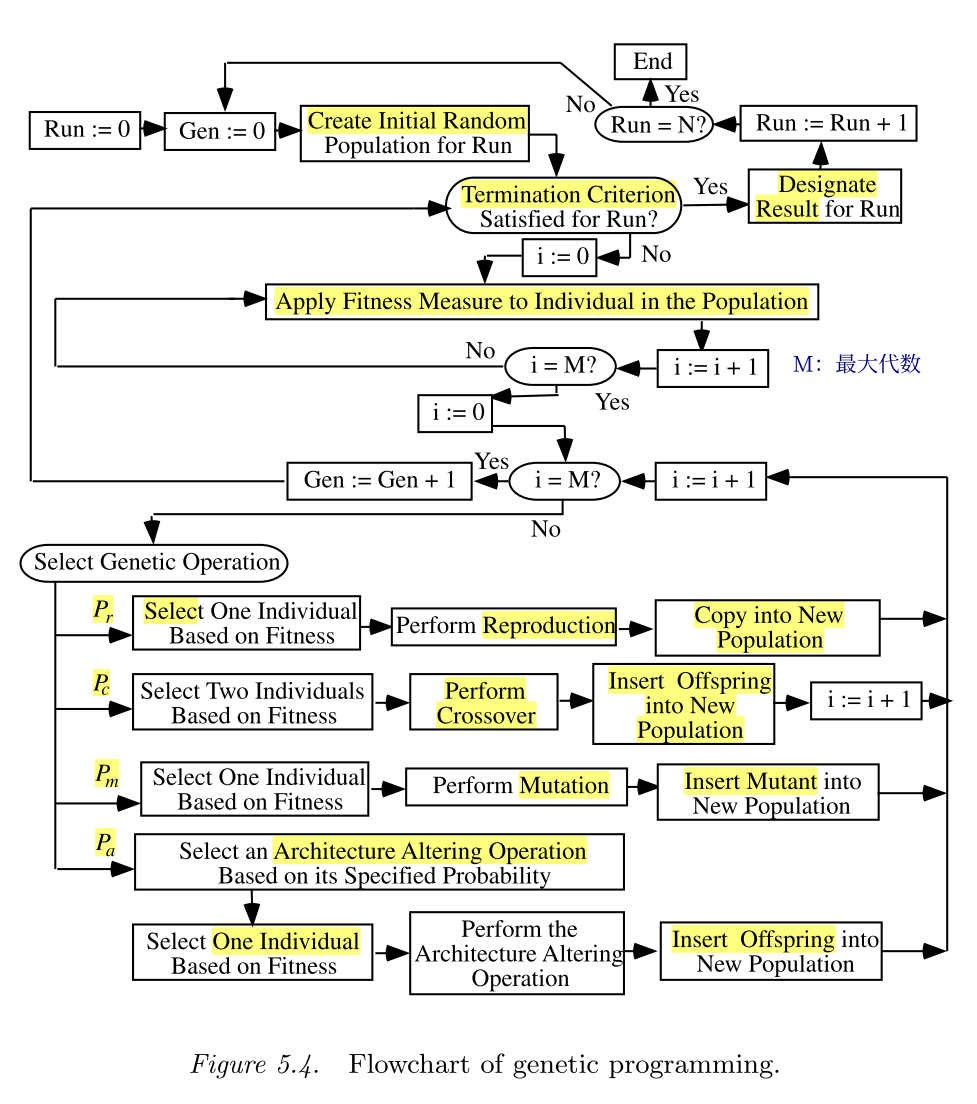 End
No
Yes
Run := 0
Gen := 0
Create Initial Random
Population for Run
Run = N?
Run := Run + 1
Termination Criterion
Satisfied for Run?
Yes
Designate
Result for Run
i := 0
No
Apply Fitness Measure to Individual in the Population
No
i = M?
i := i + 1
M：最大代数
i := 0
Yes
Gen := Gen + 1
Yes
i = M?
i := i + 1
No
Select Genetic Operation
Pr
Select One Individual
Based on Fitness
Perform Reproduction
Copy into New
Population
Pc
Select Two Individuals
Based on Fitness
Perform
Crossover
Insert Offspring
into New
Population
i := i + 1
Pm
Select One Individual
Based on Fitness
Perform Mutation
Insert Mutant into
New Population
Pa
Select an Architecture Altering Operation
Based on its Specified Probability
Select One Individual
Based on Fitness
Perform the
Architecture Altering
Operation
Insert Offspring into
New Population
Figure 5.4. Flowchart of genetic programming.